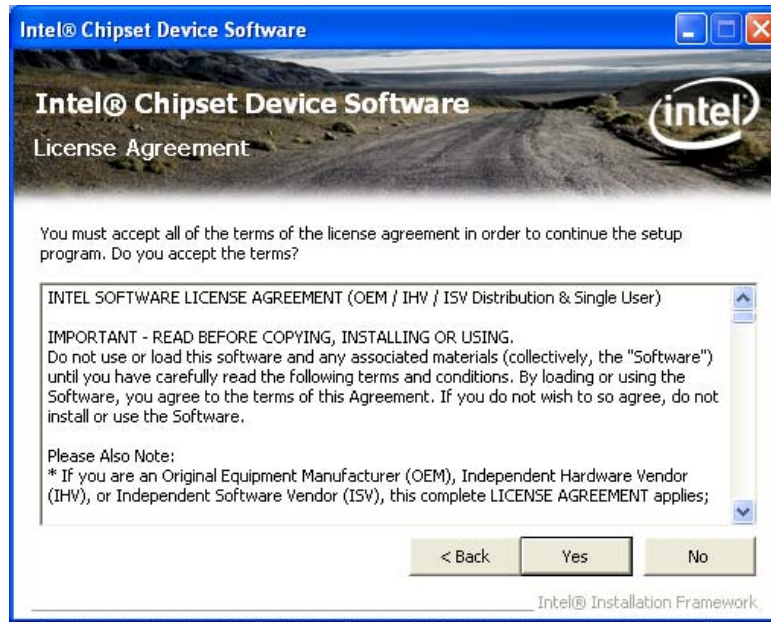 Intel® Chipset Device Software
Intel® Chipset Device Software
intel
License Agreement
You must accept all of the terms of the license agreement in order to continue the setup
program. Do you accept the terms?
INTEL SOFTWARE LICENSE AGREEMENT (OEM / IHV / ISV Distribution & Single User)
IMPORTANT - READ BEFORE COPYING, INSTALLING OR USING.
Do not use or load this software and any associated materials (collectively, the "Software")
until you have carefully read the following terms and conditions. By loading or using the
Software, you agree to the terms of this Agreement. If you do not wish to so agree, do not
install or use the Software.
Please Also Note:
* If you are an Original Equipment Manufacturer (OEM), Independent Hardware Vendor
(IHV), or Independent Software Vendor (ISV), this complete LICENSE AGREEMENT applies;
< Back
Yes
No
Intel® Installation Framework